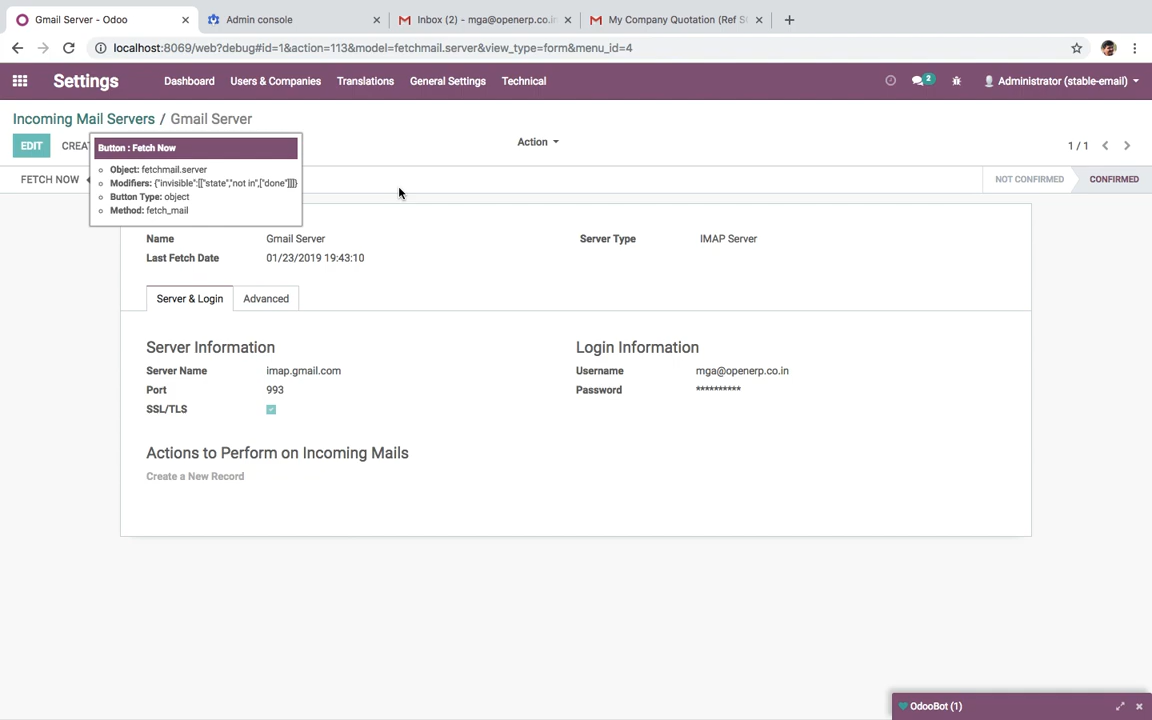 Gmail Server - Odoo
Admin console
Inbox (2) - mga@openerp.co.in
My Company Quotation (Ref SO
localhost:8069/web?debug#id=1&action=113&model=fetchmail.server&view_type=form&menu_id=4
Settings
Dashboard
Users & Companies
Translations
General Settings
Technical
2
Administrator (stable-email)
Incoming Mail Servers / Gmail Server
EDIT
Action
1 / 1
Button : Fetch Now
Object: fetchmail.server
Modifiers: {"invisible":[["state","not in",["done"]]]}
Button Type: object
Method: fetch_mail
FETCH NOW
NOT CONFIRMED
CONFIRMED
Name Gmail Server
Server Type IMAP Server
Last Fetch Date 01/23/2019 19:43:10
Server & Login
Advanced
Server Information
Server Name imap.gmail.com
Port 993
SSL/TLS
Login Information
Username mga@openerp.co.in
Password **********
Actions to Perform on Incoming Mails
Create a New Record
OdooBot (1)